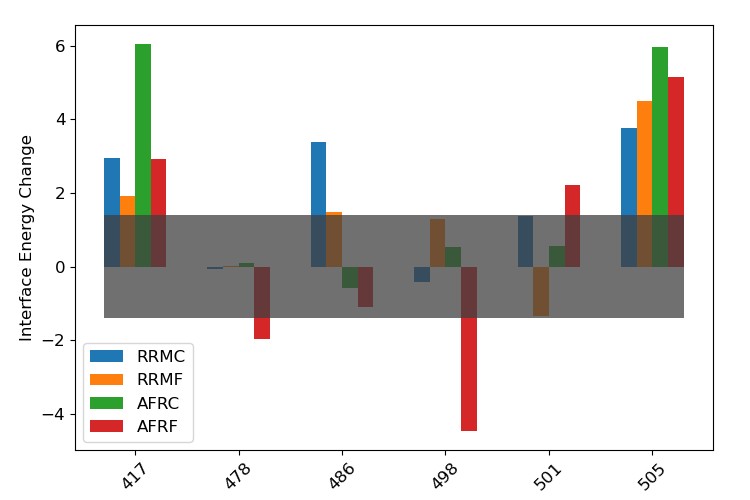 Interface Energy Change
6
4
2
0
−2
−4
RRMC
RRMF
AFRC
AFRF
417
478
486
498
501
505